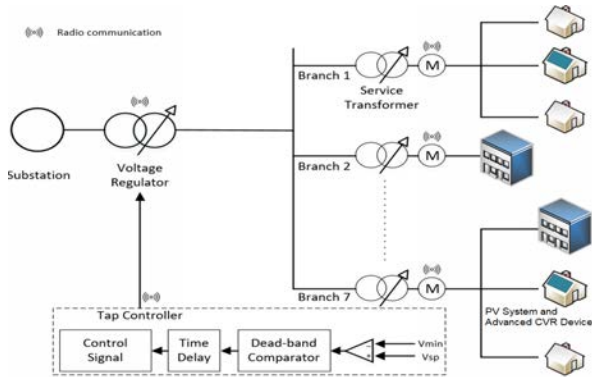 Radio communication
Branch 1
Service
Transformer
M
Substation
Voltage
Regulator
Branch 2
M
Branch 7
M
PV System and
Advanced CVR Device
Tap Controller
Control
Signal
Time
Delay
Dead-band
Comparator
Vmin
Vsp